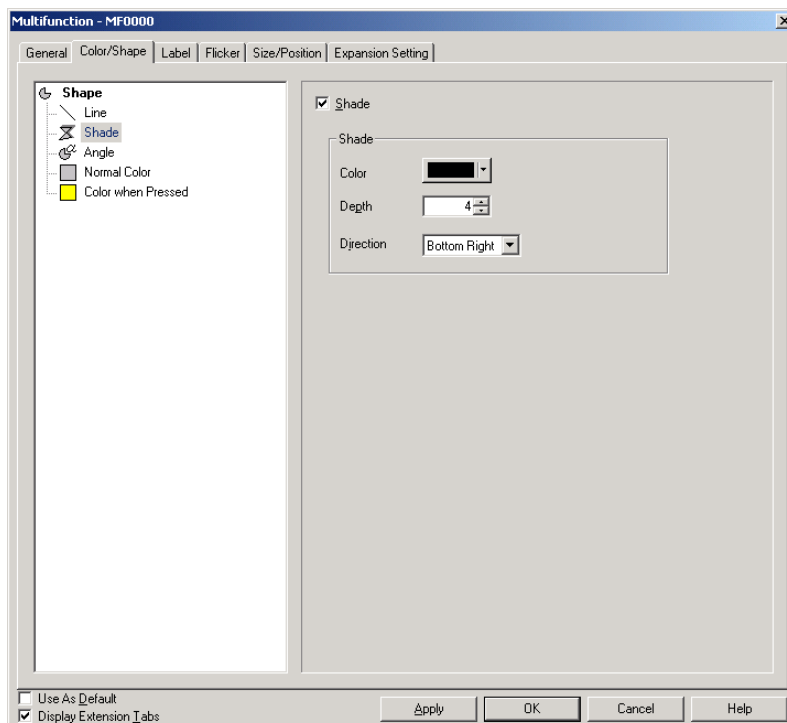 Multifunction - MF0000
General Color/Shape Label Flicker Size/Position Expansion Setting
Shape
Line
Shade
Angle
Normal Color
Color when Pressed
Shade
Shade
Color
Depth 4
Direction Bottom Right
Use As Default
Display Extension Tabs
Apply OK Cancel Help